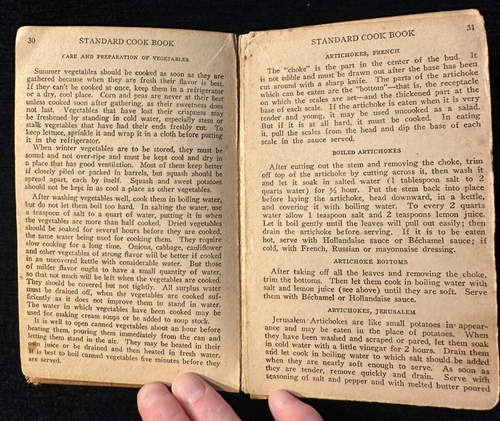 30 STANDARD COOK BOOK
CARE AND PREPARATION OF VEGETABLES
Summer vegetables should be cooked as soon as they are
gathered because when they are fresh their flavor is best.
If they can't be cooked at once, keep them in a refrigerator
or a dry, cool place. Corn and peas are never at their best
unless cooked soon after gathering, as their sweetness does
not last. Vegetables that have lost their crispness may
be freshened by standing in cold water, especially stem or
stalk vegetables that have had their ends freshly cut. To
keep lettuce, sprinkle it and wrap it in a cloth before putting
it in the refrigerator.
When winter vegetables are to be stored, they must be
sound and not over-ripe and must be kept cool and dry in
a place that has good ventilation. Most of them keep better
if closely piled or packed in barrels, but squash should be
spread apart, each by itself. Squash and sweet potatoes
should not be kept in as cool a place as other vegetables.
After washing vegetables well, cook them in boiling water,
but do not let them boil too hard. In salting the water, use
a teaspoon of salt to a quart of water, putting it in when
the vegetables are more than half cooked. Dried vegetables
should be soaked for several hours before they are cooked,
the same water being used for cooking them. They require
slow cooking for a long time. Onions, cabbage, cauliflower
and other vegetables of strong flavor will be better if cooked
in an uncovered kettle with considerable water. But those
of milder flavor ought to have a small quantity of water,
so that not much will be left when the vegetables are cooked.
They should be covered but not tightly. All surplus water
must be drained off, when the vegetables are cooked suf-
ficiently as it does not improve them to stand in water.
The water in which vegetables have been cooked may be
used for making cream soups or be added to soup stock.
It is well to open canned vegetables about an hour before
heating them, pouring them immediately from the can and
letting them stand in the air. They may be heated in their
own juice or be drained and then heated in fresh water.
It is best to boil canned vegetables five minutes before they
are served.
STANDARD COOK BOOK 31
ARTICHOKES, FRENCH
The "choke" is the part in the center of the bud. It
is not edible and must be drawn out after the base has been
cut around with a sharp knife. The parts of the artichoke
which can be eaten are the "bottom"—that is, the receptacle
on which the scales are set—and the thickened part at the
base of each scale. If the artichoke is eaten when it is very
tender and young, it may be used uncooked as a salad.
But if it is at all hard, it must be cooked. In eating
it, pull the scales from the head and dip the base of each
scale in the sauce served.
BOILED ARTICHOKES
After cutting out the stem and removing the choke, trim
off top of the artichoke by cutting across it, then wash it
and let is soak in salted water (1 tablespoon salt to 2
quarts water) for ½ hour. Put the stem back into place
before laying the artichoke, head downward, in a kettle,
and covering it with boiling water. To every 2 quarts
water allow 1 teaspoon salt and 2 teaspoons lemon juice.
Let it boil gently until the leaves will pull out easily; then
drain the artichoke before serving. If it is to be eaten
hot, serve with Hollandaise sauce or Béchamel sauce; if
cold, with French, Russian or mayonnaise dressing.
ARTICHOKE BOTTOMS
After taking off all the leaves and removing the choke,
trim the bottoms. Then let them cook in boiling water with
salt and lemon juice (see above) until they are soft. Serve
them with Béchamel or Hollandaise sauce.
ARTICHOKES, JERUSALEM
Jerusalem Artichokes are like small potatoes in appear-
ance and may be eaten in the place of potatoes. When
they have been washed and scraped or pared, let them soak
in cold water with a little vinegar for 2 hours. Drain them
and let cook in boiling water to which salt should be added
when they are nearly soft enough to serve. As soon as
they are tender, remove quickly and drain. Serve with
seasoning of salt and pepper and with melted butter poured